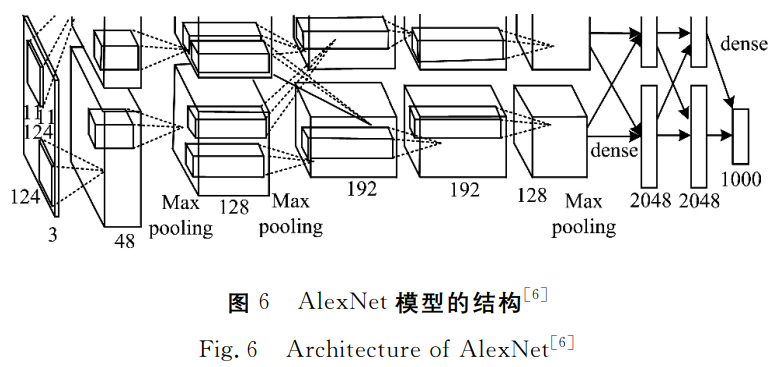 dense
11
11
124
dense
124
3
48
Max
pooling
128
Max
pooling
192
192
128
Max
pooling
2048
2048
1000
图 6 AlexNet 模型的结构[6]
Fig. 6 Architecture of AlexNet[6]